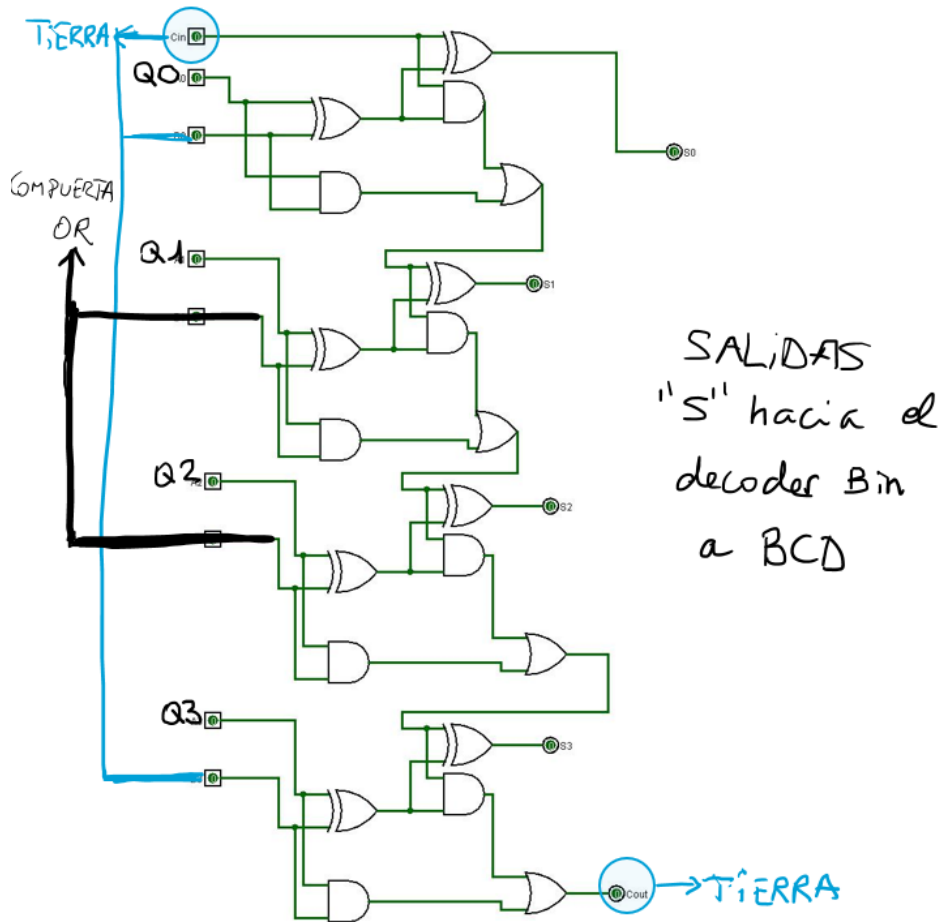 TIERRA
Cin
Q0
S0
COMPUERTA
OR
Q1
S1
SALIDAS
"S" hacia el
decoder Bin
a BCD
Q2
S2
Q3
S3
Cout
TIERRA